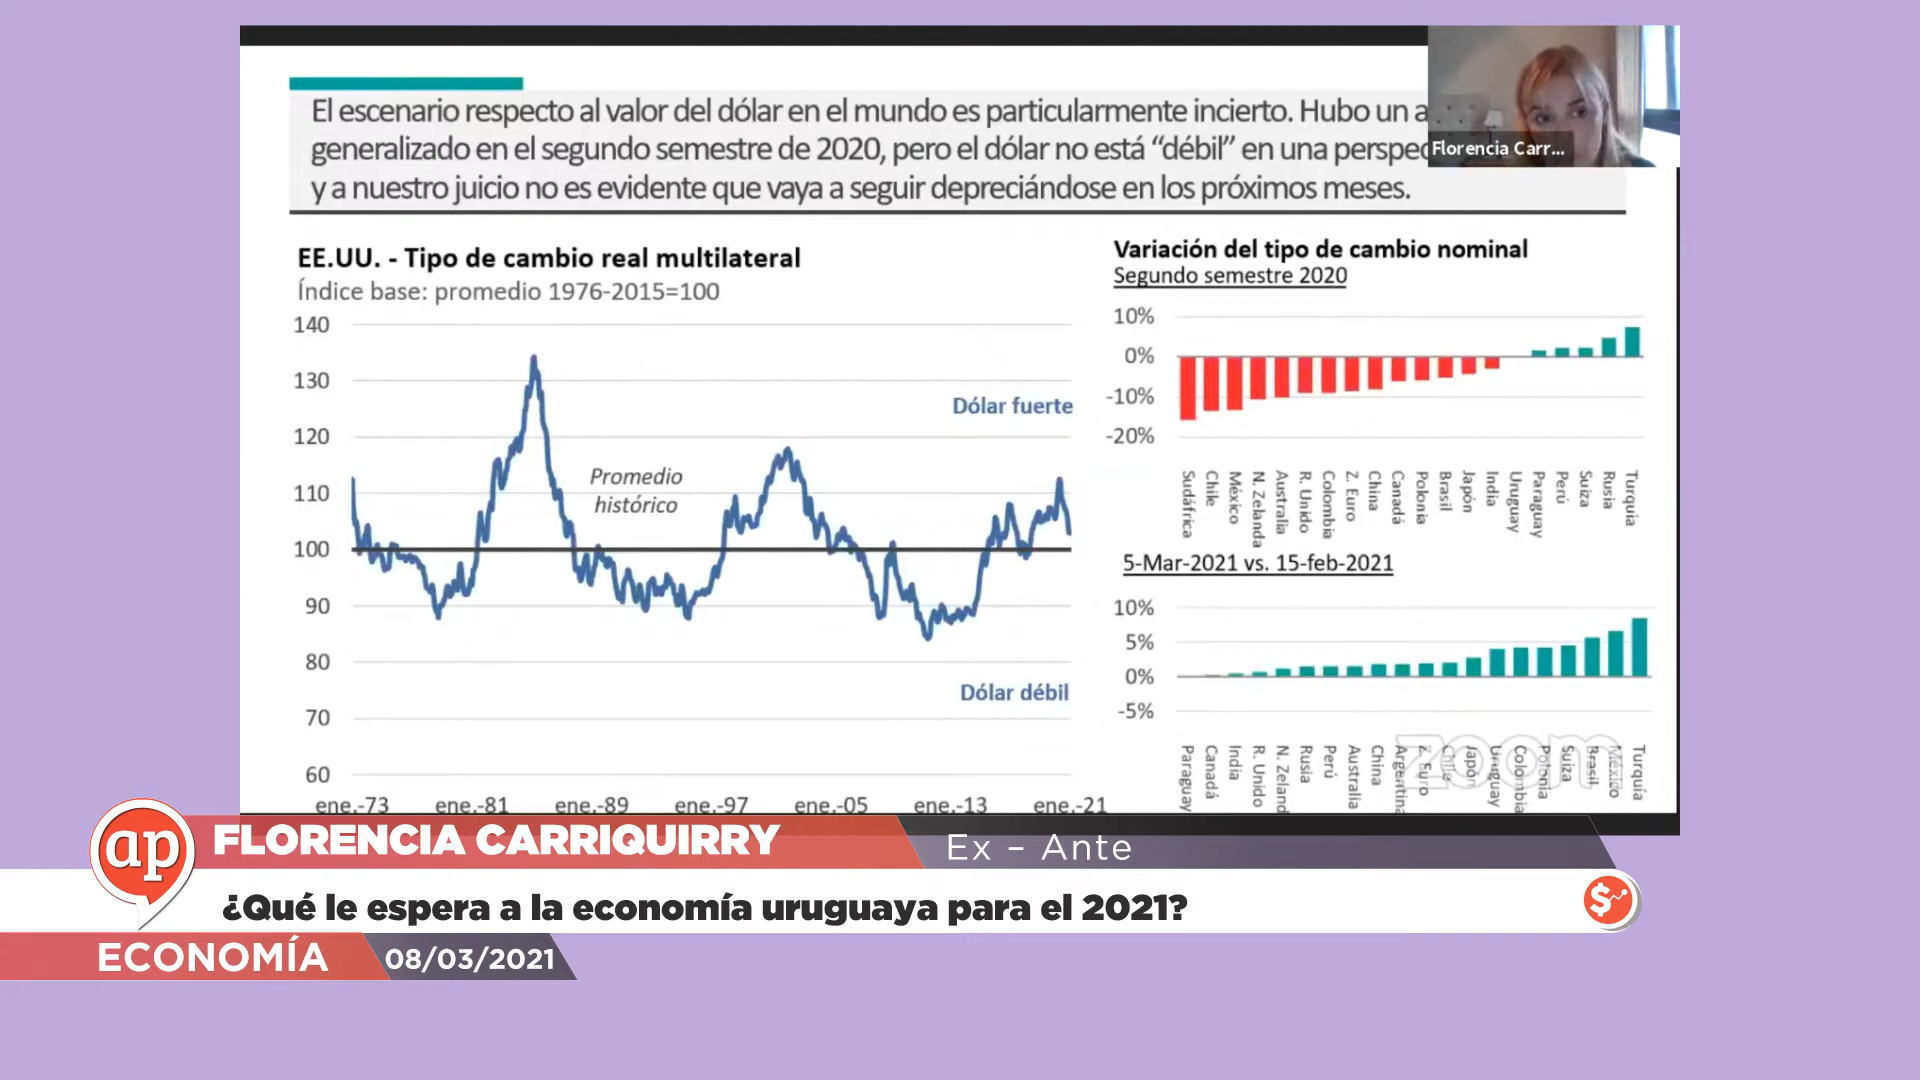 El escenario respecto al valor del dólar en el mundo es particularmente incierto. Hubo un
generalizado en el segundo semestre de 2020, pero el dólar no está “débil” en una
y a nuestro juicio no es evidente que vaya a seguir depreciándose en los próximos meses.
Florencia Carr...
EE.UU. - Tipo de cambio real multilateral
Índice base: promedio 1976-2015=100
140
130
120
110
100
90
80
70
60
Dólar fuerte
Promedio
histórico
Dólar débil
ene.-73 ene.-81 ene.-89 ene.-97 ene.-05 ene.-13 ene.-21
Variación del tipo de cambio nominal
Segundo semestre 2020
10%
0%
-10%
-20%
Sudáfrica
Chile
México
N. Zelanda
Australia
R. Unido
Colombia
Z. Euro
China
Canadá
Polonia
Brasil
Japón
India
Uruguay
Paraguay
Perú
Suiza
Rusia
Turquia
5-Mar-2021 vs. 15-feb-2021
10%
5%
0%
-5%
Paraguay
Canadá
India
R. Unido
N. Zeland
Rusia
Perú
Australia
China
Argentina
Z. Euro
Chile
Japón
Uruguay
Colombia
Polonia
Suiza
Brasil
México
Turquía
zoom
ap
FLORENCIA CARRIQUIRRY
Ex – Ante
¿Qué le espera a la economía uruguaya para el 2021?
$
ECONOMÍA
08/03/2021